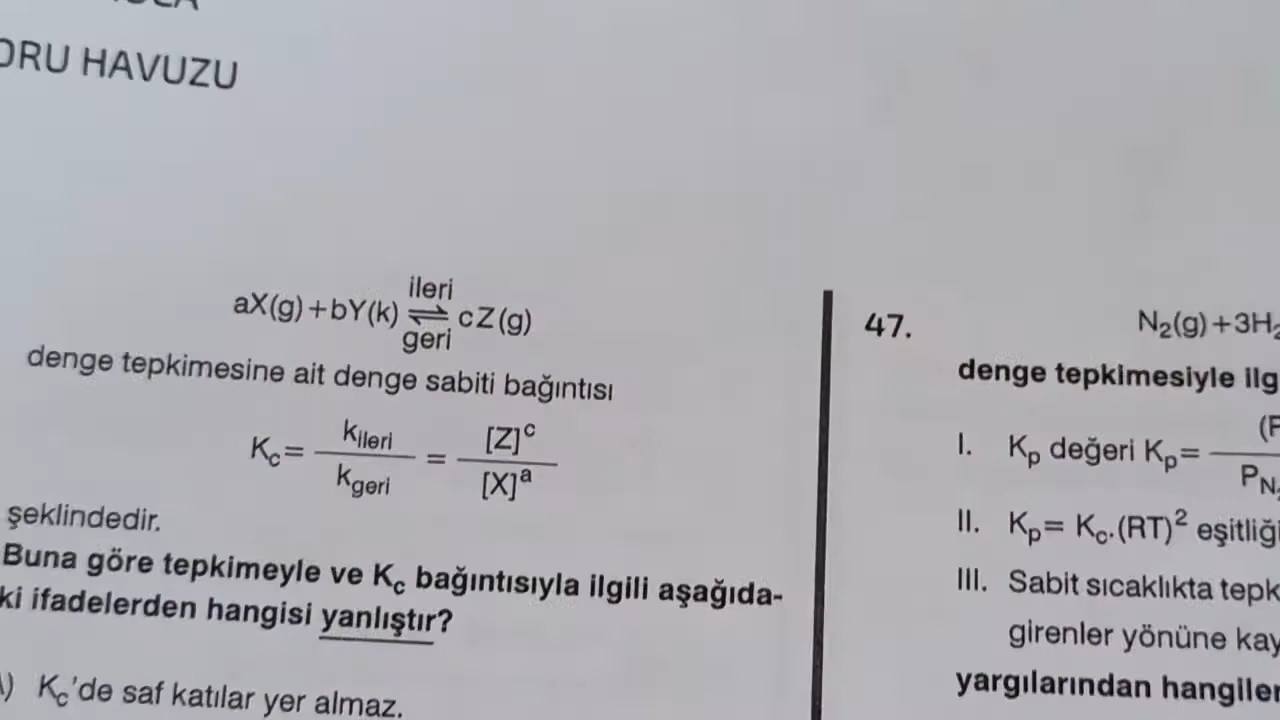 ORU HAVUZU
ileri
aX(g)+bY(k) ⇌ cZ(g)
geri
denge tepkimesine ait denge sabiti bağıntısı
Kc = kileri / kgeri = [Z]^c / [X]^a
şeklindedir.
Buna göre tepkimeyle ve Kc bağıntısıyla ilgili aşağıda-
ki ifadelerden hangisi yanlıştır?
A) Kc'de saf katılar yer almaz.
47.
N₂(g)+3H₂
denge tepkimesiyle ilg
I. Kp değeri Kp= (P / PN₂
II. Kp= Kc.(RT)² eşitliği
III. Sabit sıcaklıkta tepk
girenler yönüne kay
yargılarından hangiler